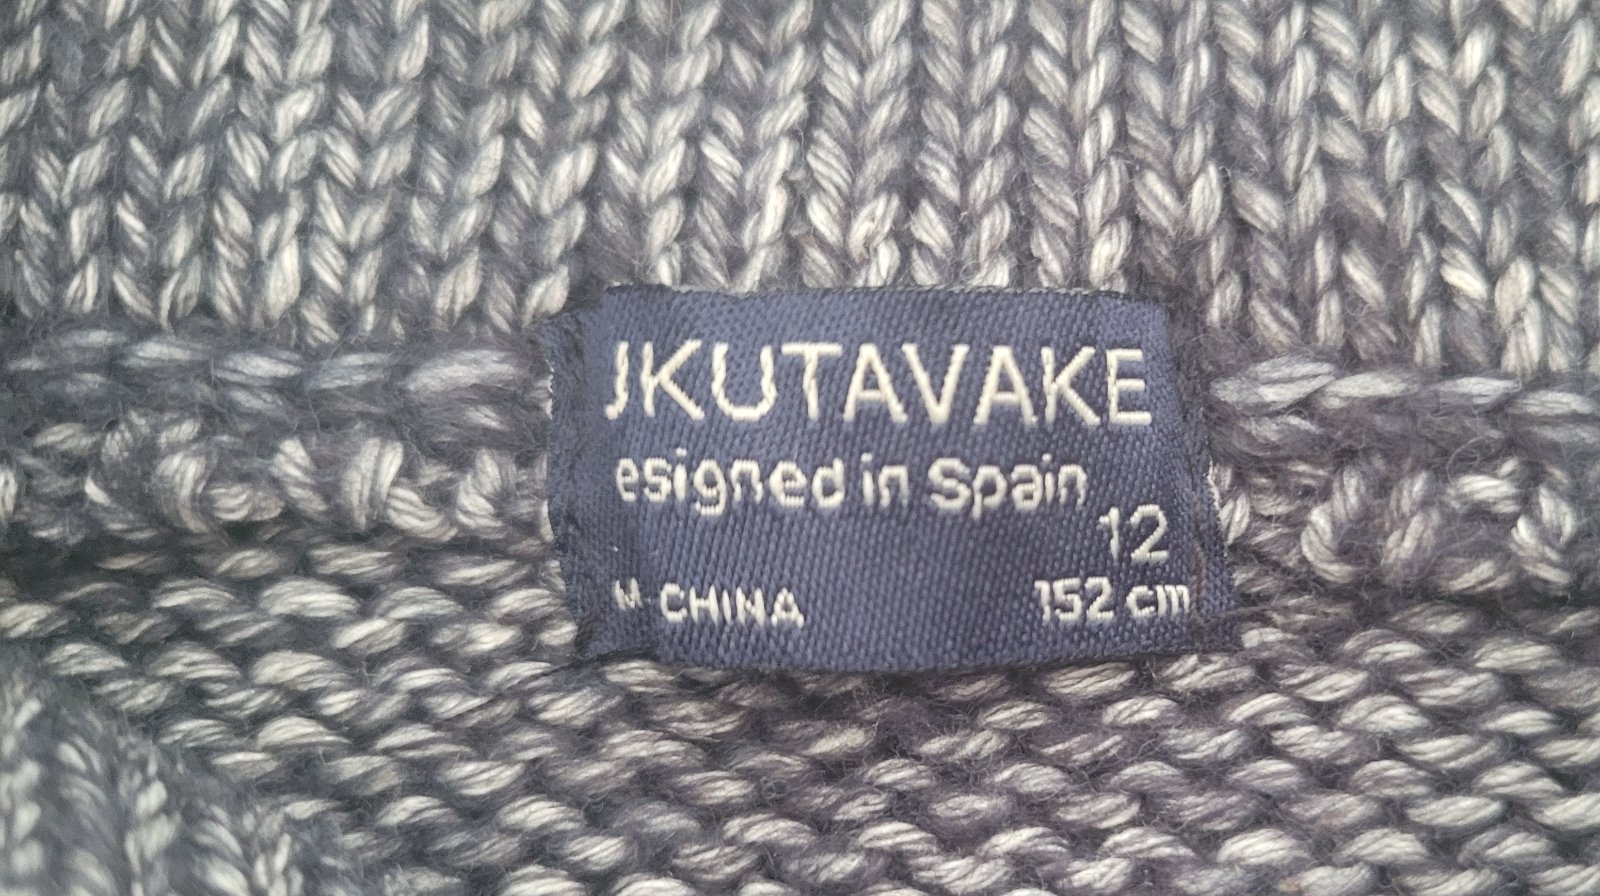 JKUTAVAKE
esigned in Spain
12
M CHINA 152 cm